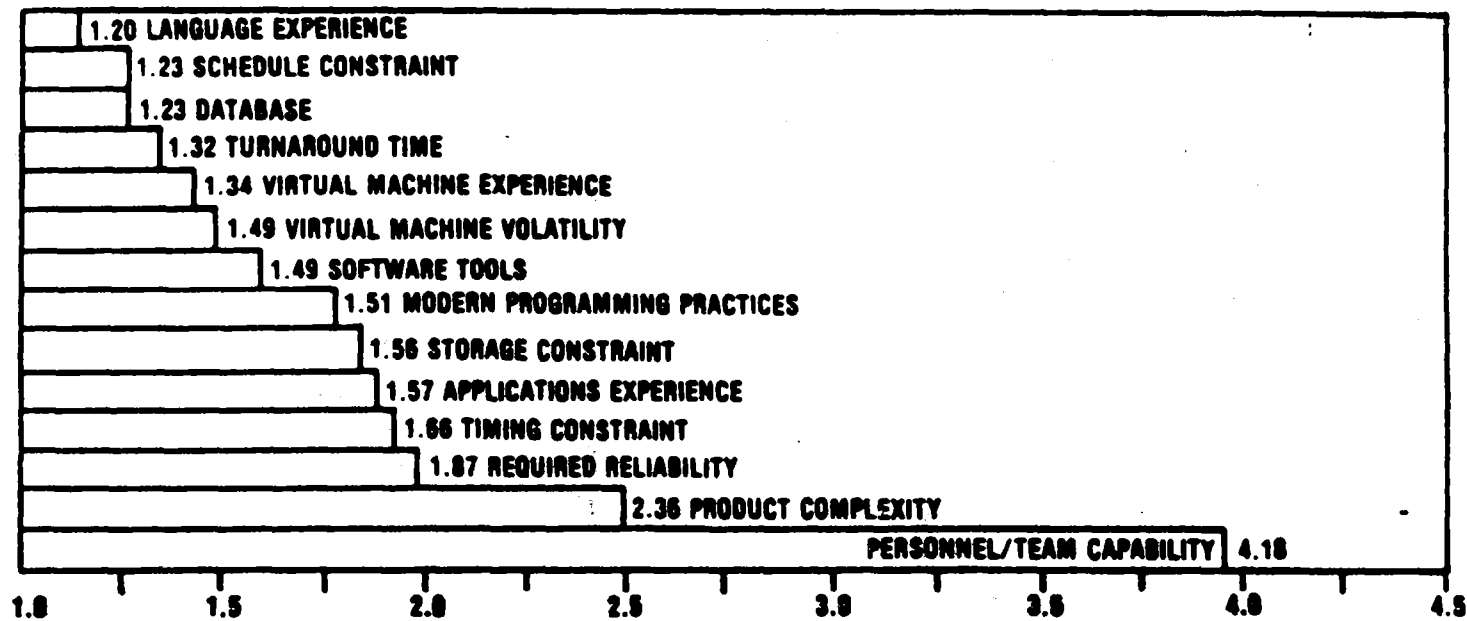 1.20 LANGUAGE EXPERIENCE
1.23 SCHEDULE CONSTRAINT
1.23 DATABASE
1.32 TURNAROUND TIME
1.34 VIRTUAL MACHINE EXPERIENCE
1.49 VIRTUAL MACHINE VOLATILITY
1.49 SOFTWARE TOOLS
1.51 MODERN PROGRAMMING PRACTICES
1.56 STORAGE CONSTRAINT
1.57 APPLICATIONS EXPERIENCE
1.66 TIMING CONSTRAINT
1.87 REQUIRED RELIABILITY
2.36 PRODUCT COMPLEXITY
PERSONNEL/TEAM CAPABILITY 4.18
1.0 1.5 2.0 2.5 3.0 3.5 4.0 4.5